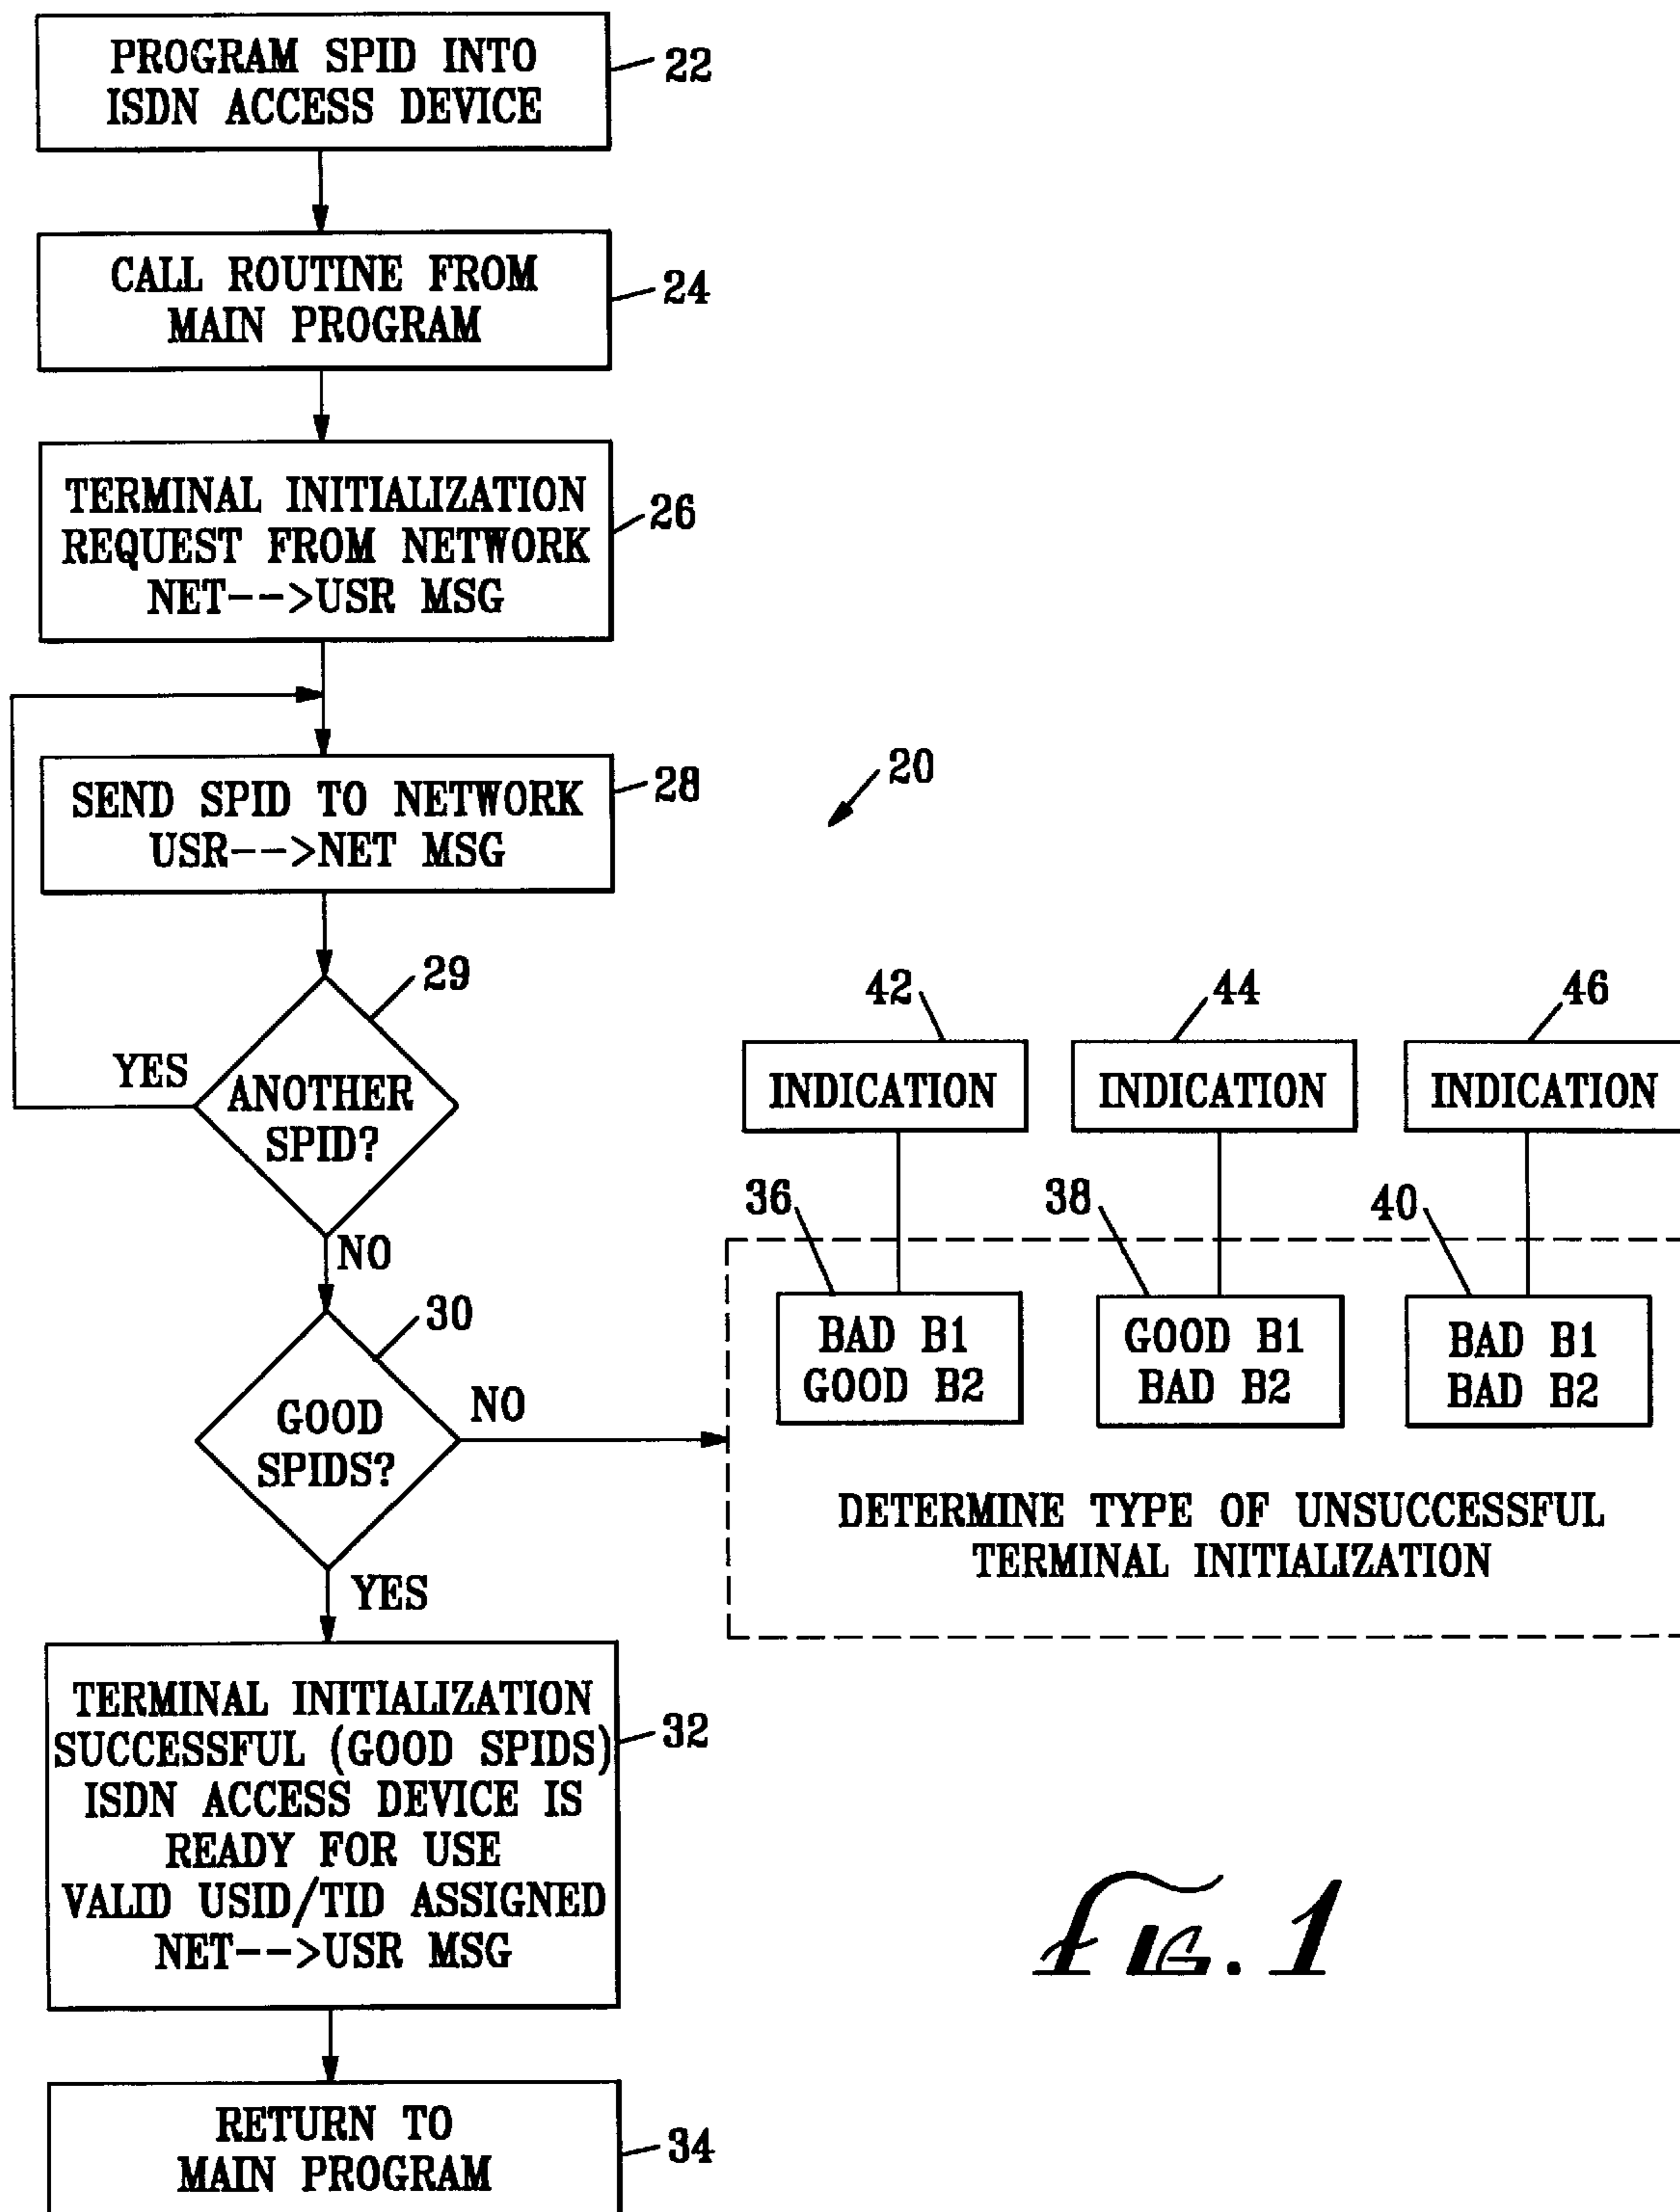 PROGRAM SPID INTO
ISDN ACCESS DEVICE
22
CALL ROUTINE FROM
MAIN PROGRAM
24
TERMINAL INITIALIZATION
REQUEST FROM NETWORK
NET-->USR MSG
26
SEND SPID TO NETWORK
USR-->NET MSG
28
20
29
YES
ANOTHER
SPID?
NO
42
44
46
INDICATION
INDICATION
INDICATION
36
38
40
BAD B1
GOOD B2
GOOD B1
BAD B2
BAD B1
BAD B2
DETERMINE TYPE OF UNSUCCESSFUL
TERMINAL INITIALIZATION
30
GOOD
SPIDS?
NO
YES
TERMINAL INITIALIZATION
SUCCESSFUL (GOOD SPIDS)
ISDN ACCESS DEVICE IS
READY FOR USE
VALID USID/TID ASSIGNED
NET-->USR MSG
32
RETURN TO
MAIN PROGRAM
34
FIG. 1